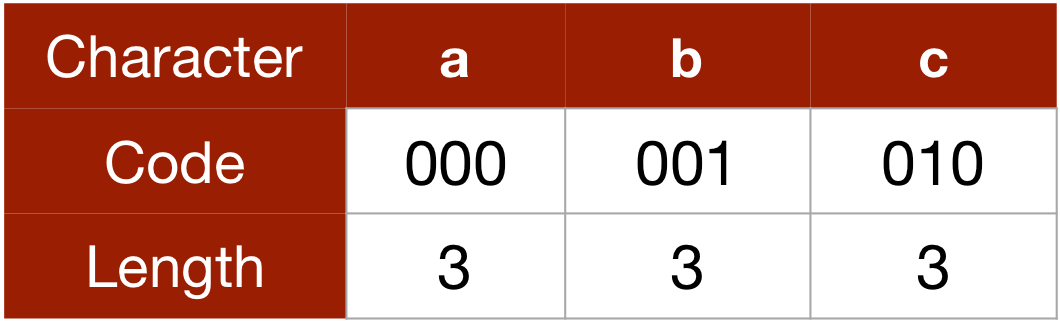 Character a b c
Code 000 001 010
Length 3 3 3